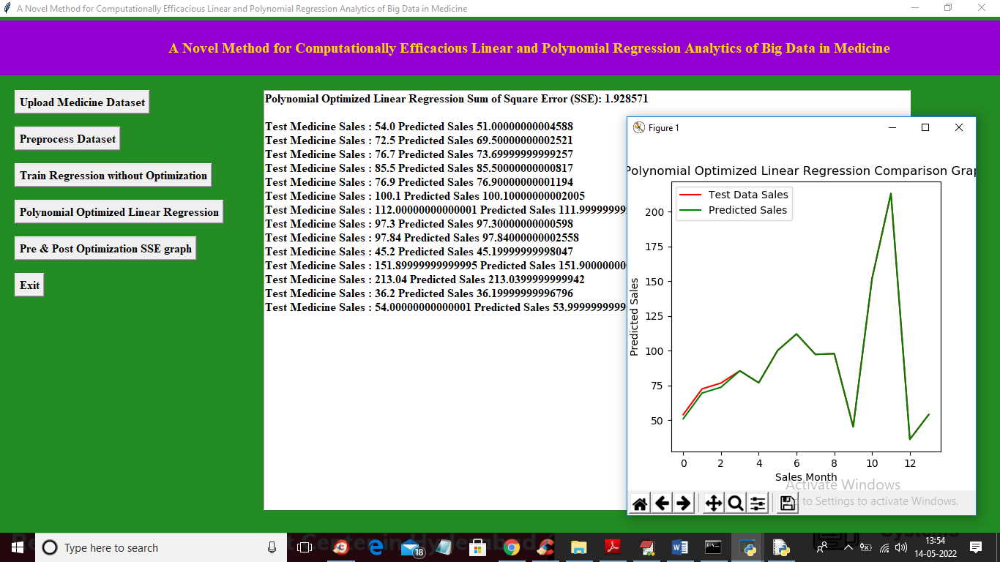 A Novel Method for Computationally Efficacious Linear and Polynomial Regression Analytics of Big Data in Medicine
A Novel Method for Computationally Efficacious Linear and Polynomial Regression Analytics of Big Data in Medicine
Upload Medicine Dataset
Preprocess Dataset
Train Regression without Optimization
Polynomial Optimized Linear Regression
Pre & Post Optimization SSE graph
Exit
Polynomial Optimized Linear Regression Sum of Square Error (SSE): 1.928571
Test Medicine Sales : 54.0 Predicted Sales 51.00000000004588
Test Medicine Sales : 72.5 Predicted Sales 69.50000000002521
Test Medicine Sales : 76.7 Predicted Sales 73.69999999999257
Test Medicine Sales : 85.5 Predicted Sales 85.50000000000817
Test Medicine Sales : 76.9 Predicted Sales 76.90000000001194
Test Medicine Sales : 100.1 Predicted Sales 100.10000000002005
Test Medicine Sales : 112.00000000000001 Predicted Sales 111.99999999
Test Medicine Sales : 97.3 Predicted Sales 97.30000000000598
Test Medicine Sales : 97.84 Predicted Sales 97.84000000002558
Test Medicine Sales : 45.2 Predicted Sales 45.19999999998047
Test Medicine Sales : 151.89999999999995 Predicted Sales 151.90000000
Test Medicine Sales : 213.04 Predicted Sales 213.0399999999942
Test Medicine Sales : 36.2 Predicted Sales 36.19999999996796
Test Medicine Sales : 54.00000000000001 Predicted Sales 53.9999999999
Figure 1
Polynomial Optimized Linear Regression Comparison Grap
Test Data Sales
Predicted Sales
200
175
150
125
100
75
50
Predicted Sales
0 2 4 6 8 10 12
Sales Month
Activate Windows
to Settings to activate Windows.
Type here to search
18
13:54
14-05-2022